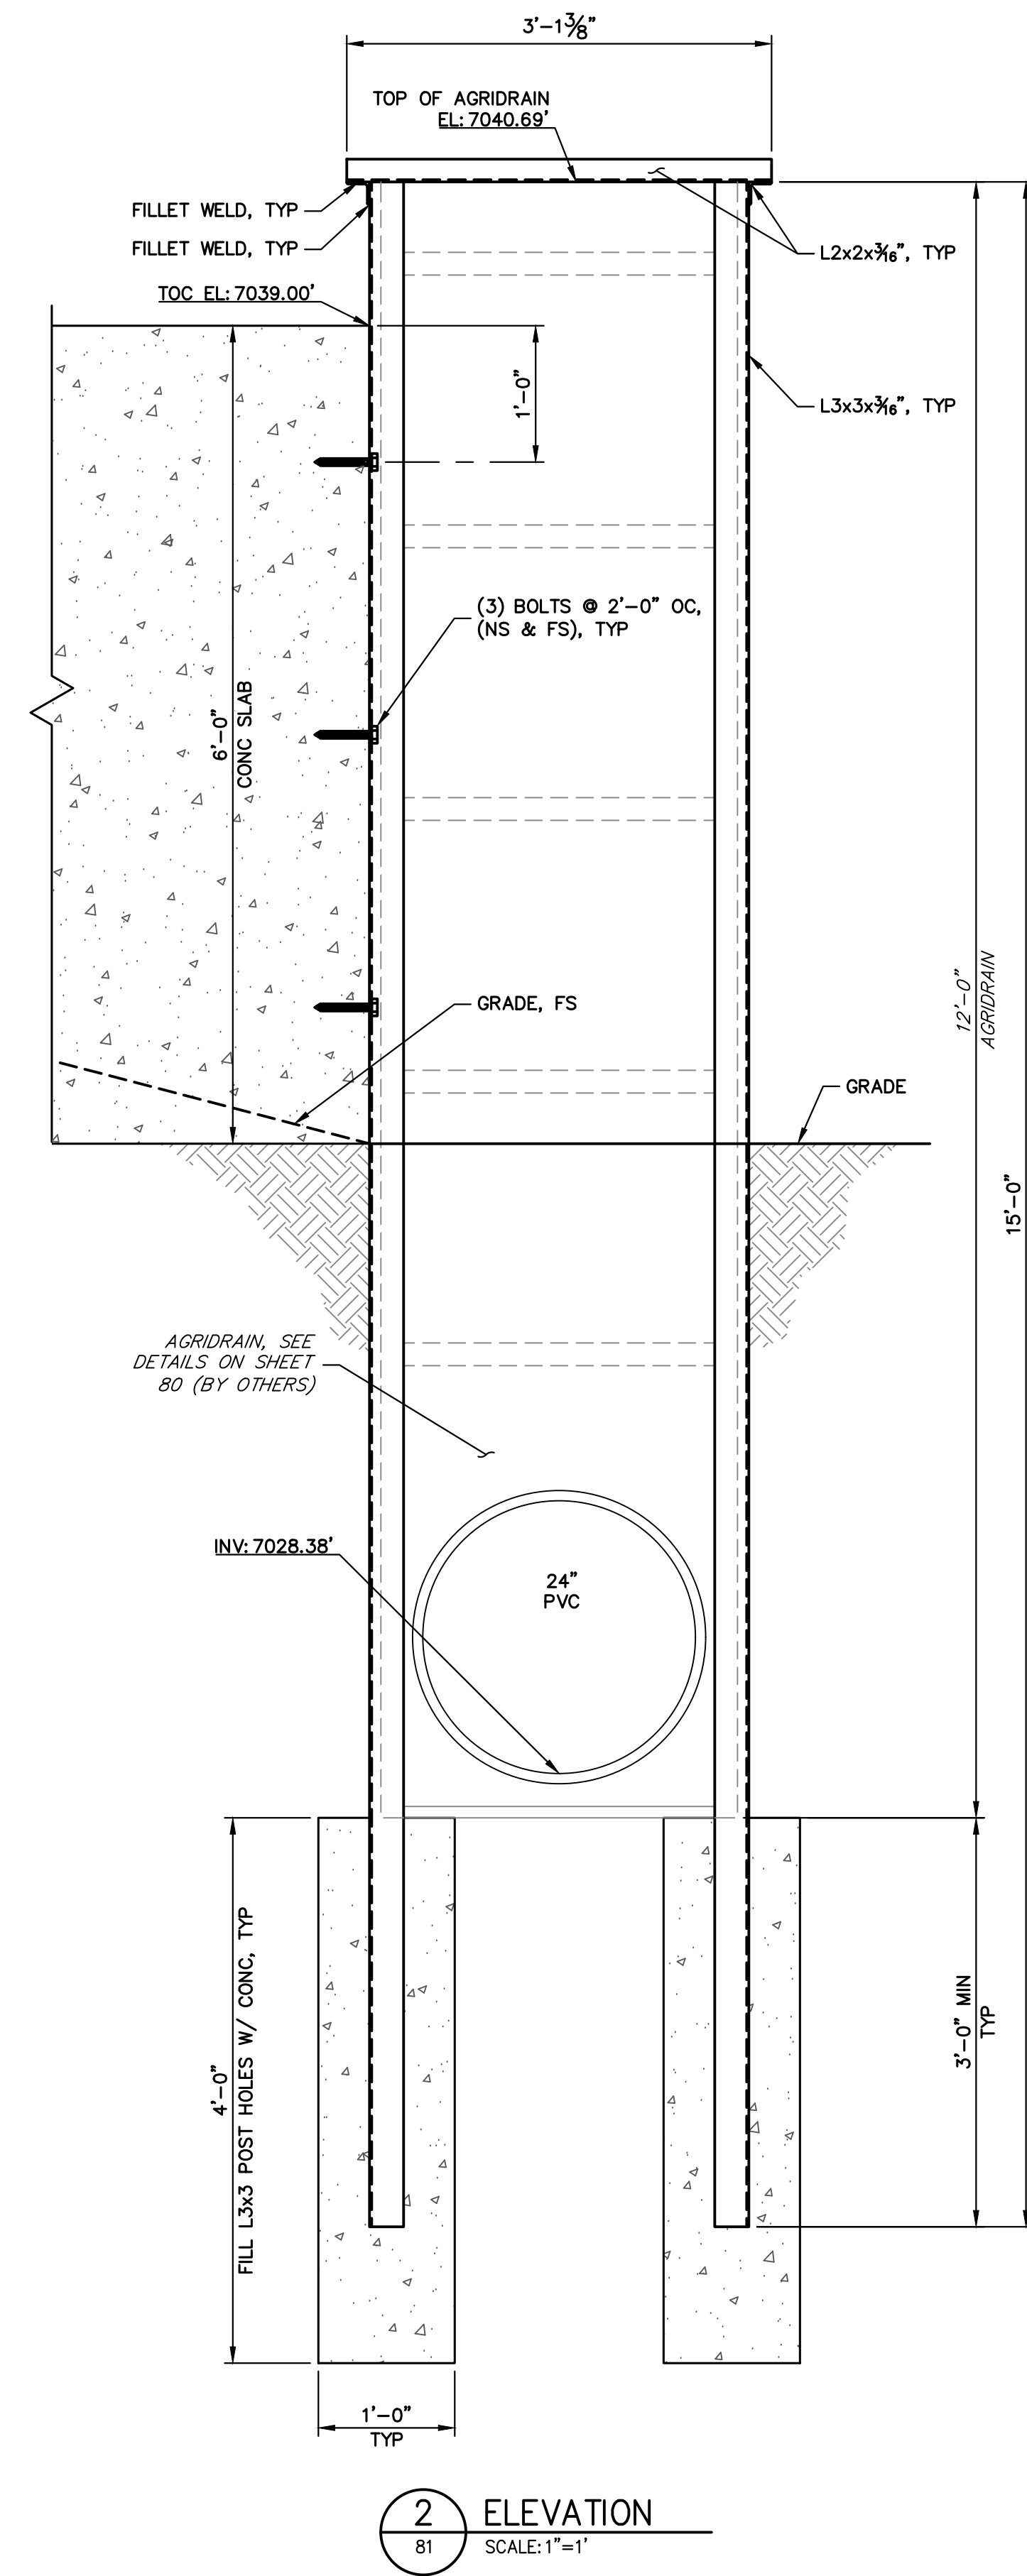 3'-1 3/8"
TOP OF AGRIDRAIN
EL: 7040.69'
FILLET WELD, TYP
FILLET WELD, TYP
L2x2x3/16", TYP
TOC EL: 7039.00'
1'-0"
L3x3x3/16", TYP
(3) BOLTS @ 2'-0" OC,
(NS & FS), TYP
6'-0"
CONC SLAB
GRADE, FS
12'-0"
AGRIDRAIN
GRADE
15'-0"
AGRIDRAIN, SEE
DETAILS ON SHEET
80 (BY OTHERS)
INV: 7028.38'
24"
PVC
4'-0"
FILL L3x3 POST HOLES W/ CONC, TYP
3'-0" MIN
TYP
1'-0"
TYP
2
81
ELEVATION
SCALE: 1"=1'